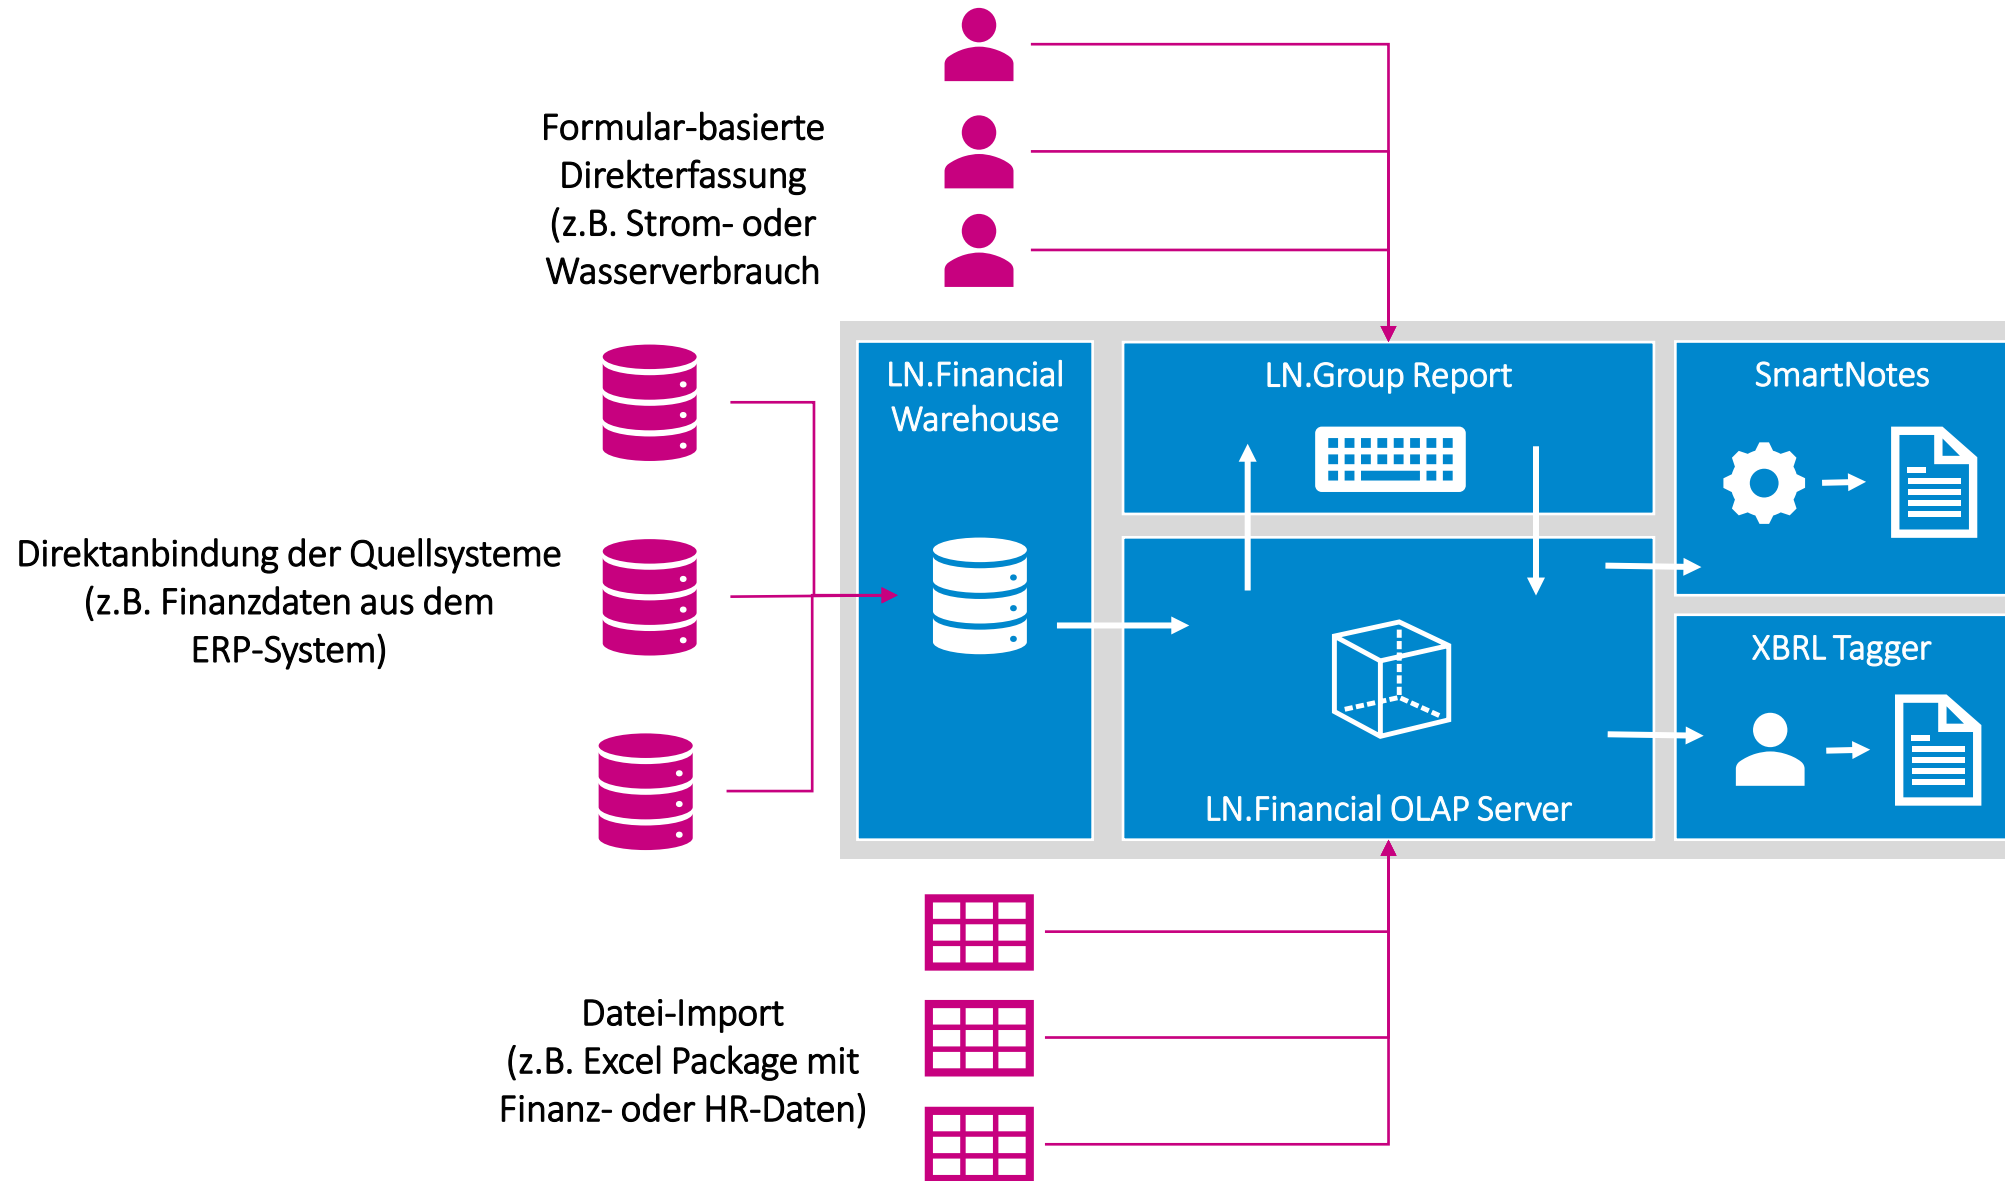 Formular-basierte
Direkterfassung
(z.B. Strom- oder
Wasserverbrauch
LN.Financial
Warehouse
LN.Group Report
SmartNotes
Direktanbindung der Quellsysteme
(z.B. Finanzdaten aus dem
ERP-System)
XBRL Tagger
LN.Financial OLAP Server
Datei-Import
(z.B. Excel Package mit
Finanz- oder HR-Daten)